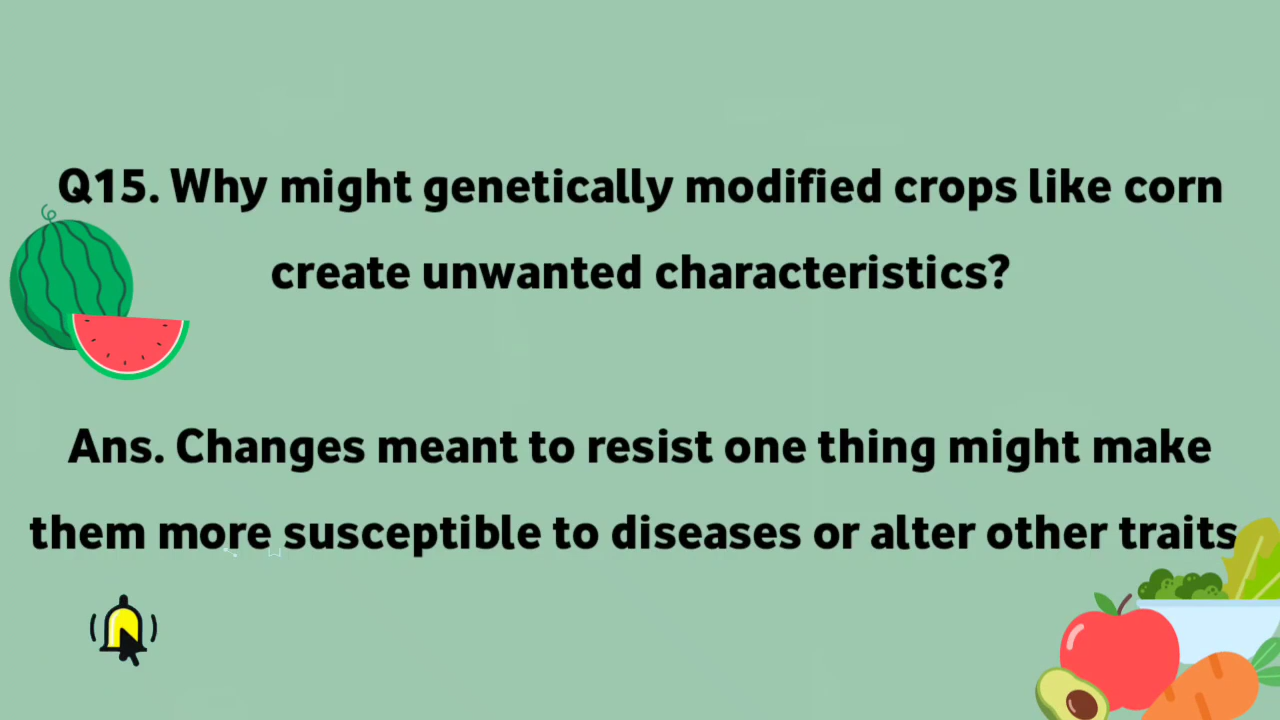 Q15. Why might genetically modified crops like corn
create unwanted characteristics?
Ans. Changes meant to resist one thing might make
them more susceptible to diseases or alter other traits